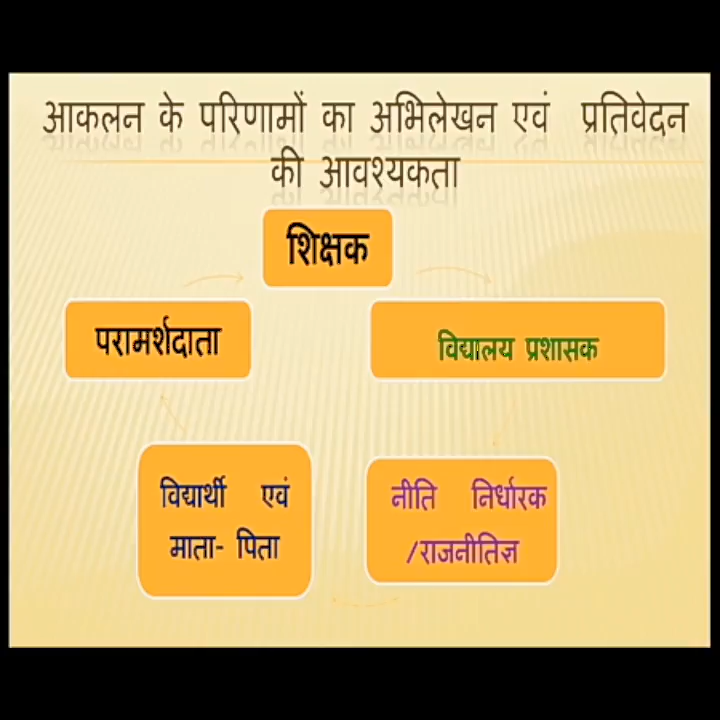 आकलन के परिणामों का अभिलेखन एवं प्रतिवेदन
की आवश्यकता
शिक्षक
परामर्शदाता
विद्यालय प्रशासक
विद्यार्थी एवं
माता- पिता
नीति निर्धारक
/राजनीतिज्ञ